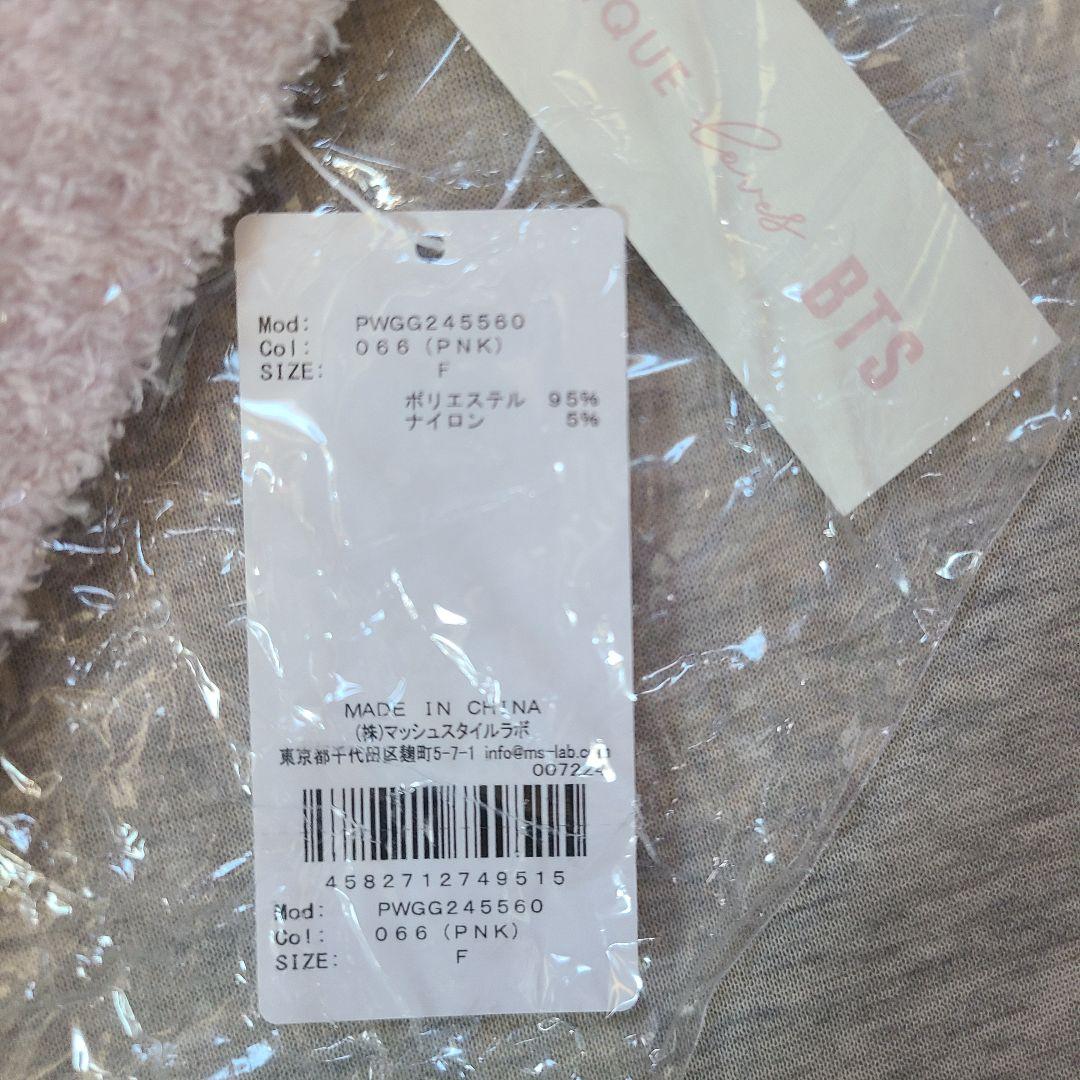 QUE
loves
BTS
Mod: PWGG245560
Col: 066 (PNK)
SIZE: F
ポリエステル 95%
ナイロン 5%
MADE IN CHINA
(株)マッシュスタイルラボ
東京都千代田区麹町5-7-1 info@ms-lab.com
007224
4582712749515
Mod: PWGG245560
Col: 066 (PNK)
SIZE: F